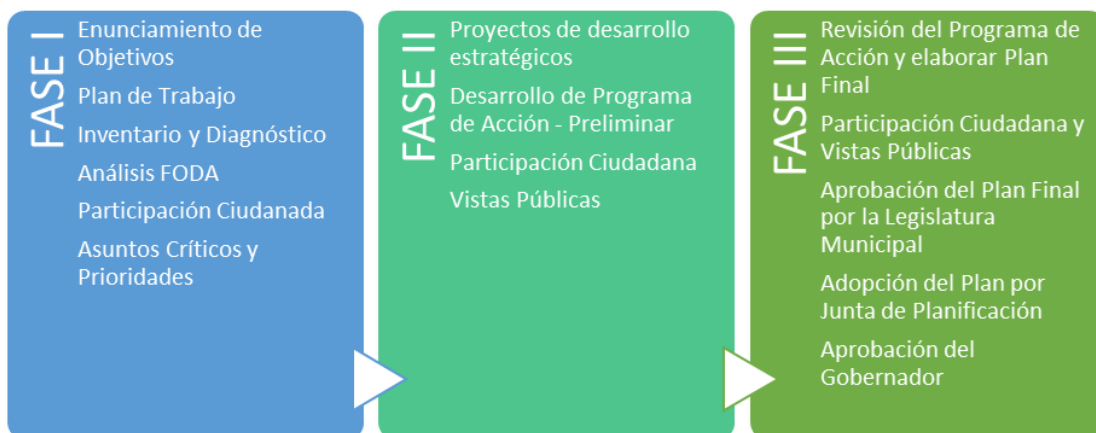 FASE I
Enunciamiento de
Objetivos
Plan de Trabajo
Inventario y Diagnóstico
Análisis FODA
Participación Ciudanada
Asuntos Críticos y
Prioridades
FASE II
Proyectos de desarrollo
estratégicos
Desarrollo de Programa
de Acción - Preliminar
Participación Ciudadana
Vistas Públicas
FASE III
Revisión del Programa de
Acción y elaborar Plan
Final
Participación Ciudadana y
Vistas Públicas
Aprobación del Plan Final
por la Legislatura
Municipal
Adopción del Plan por
Junta de Planificación
Aprobación del
Gobernador